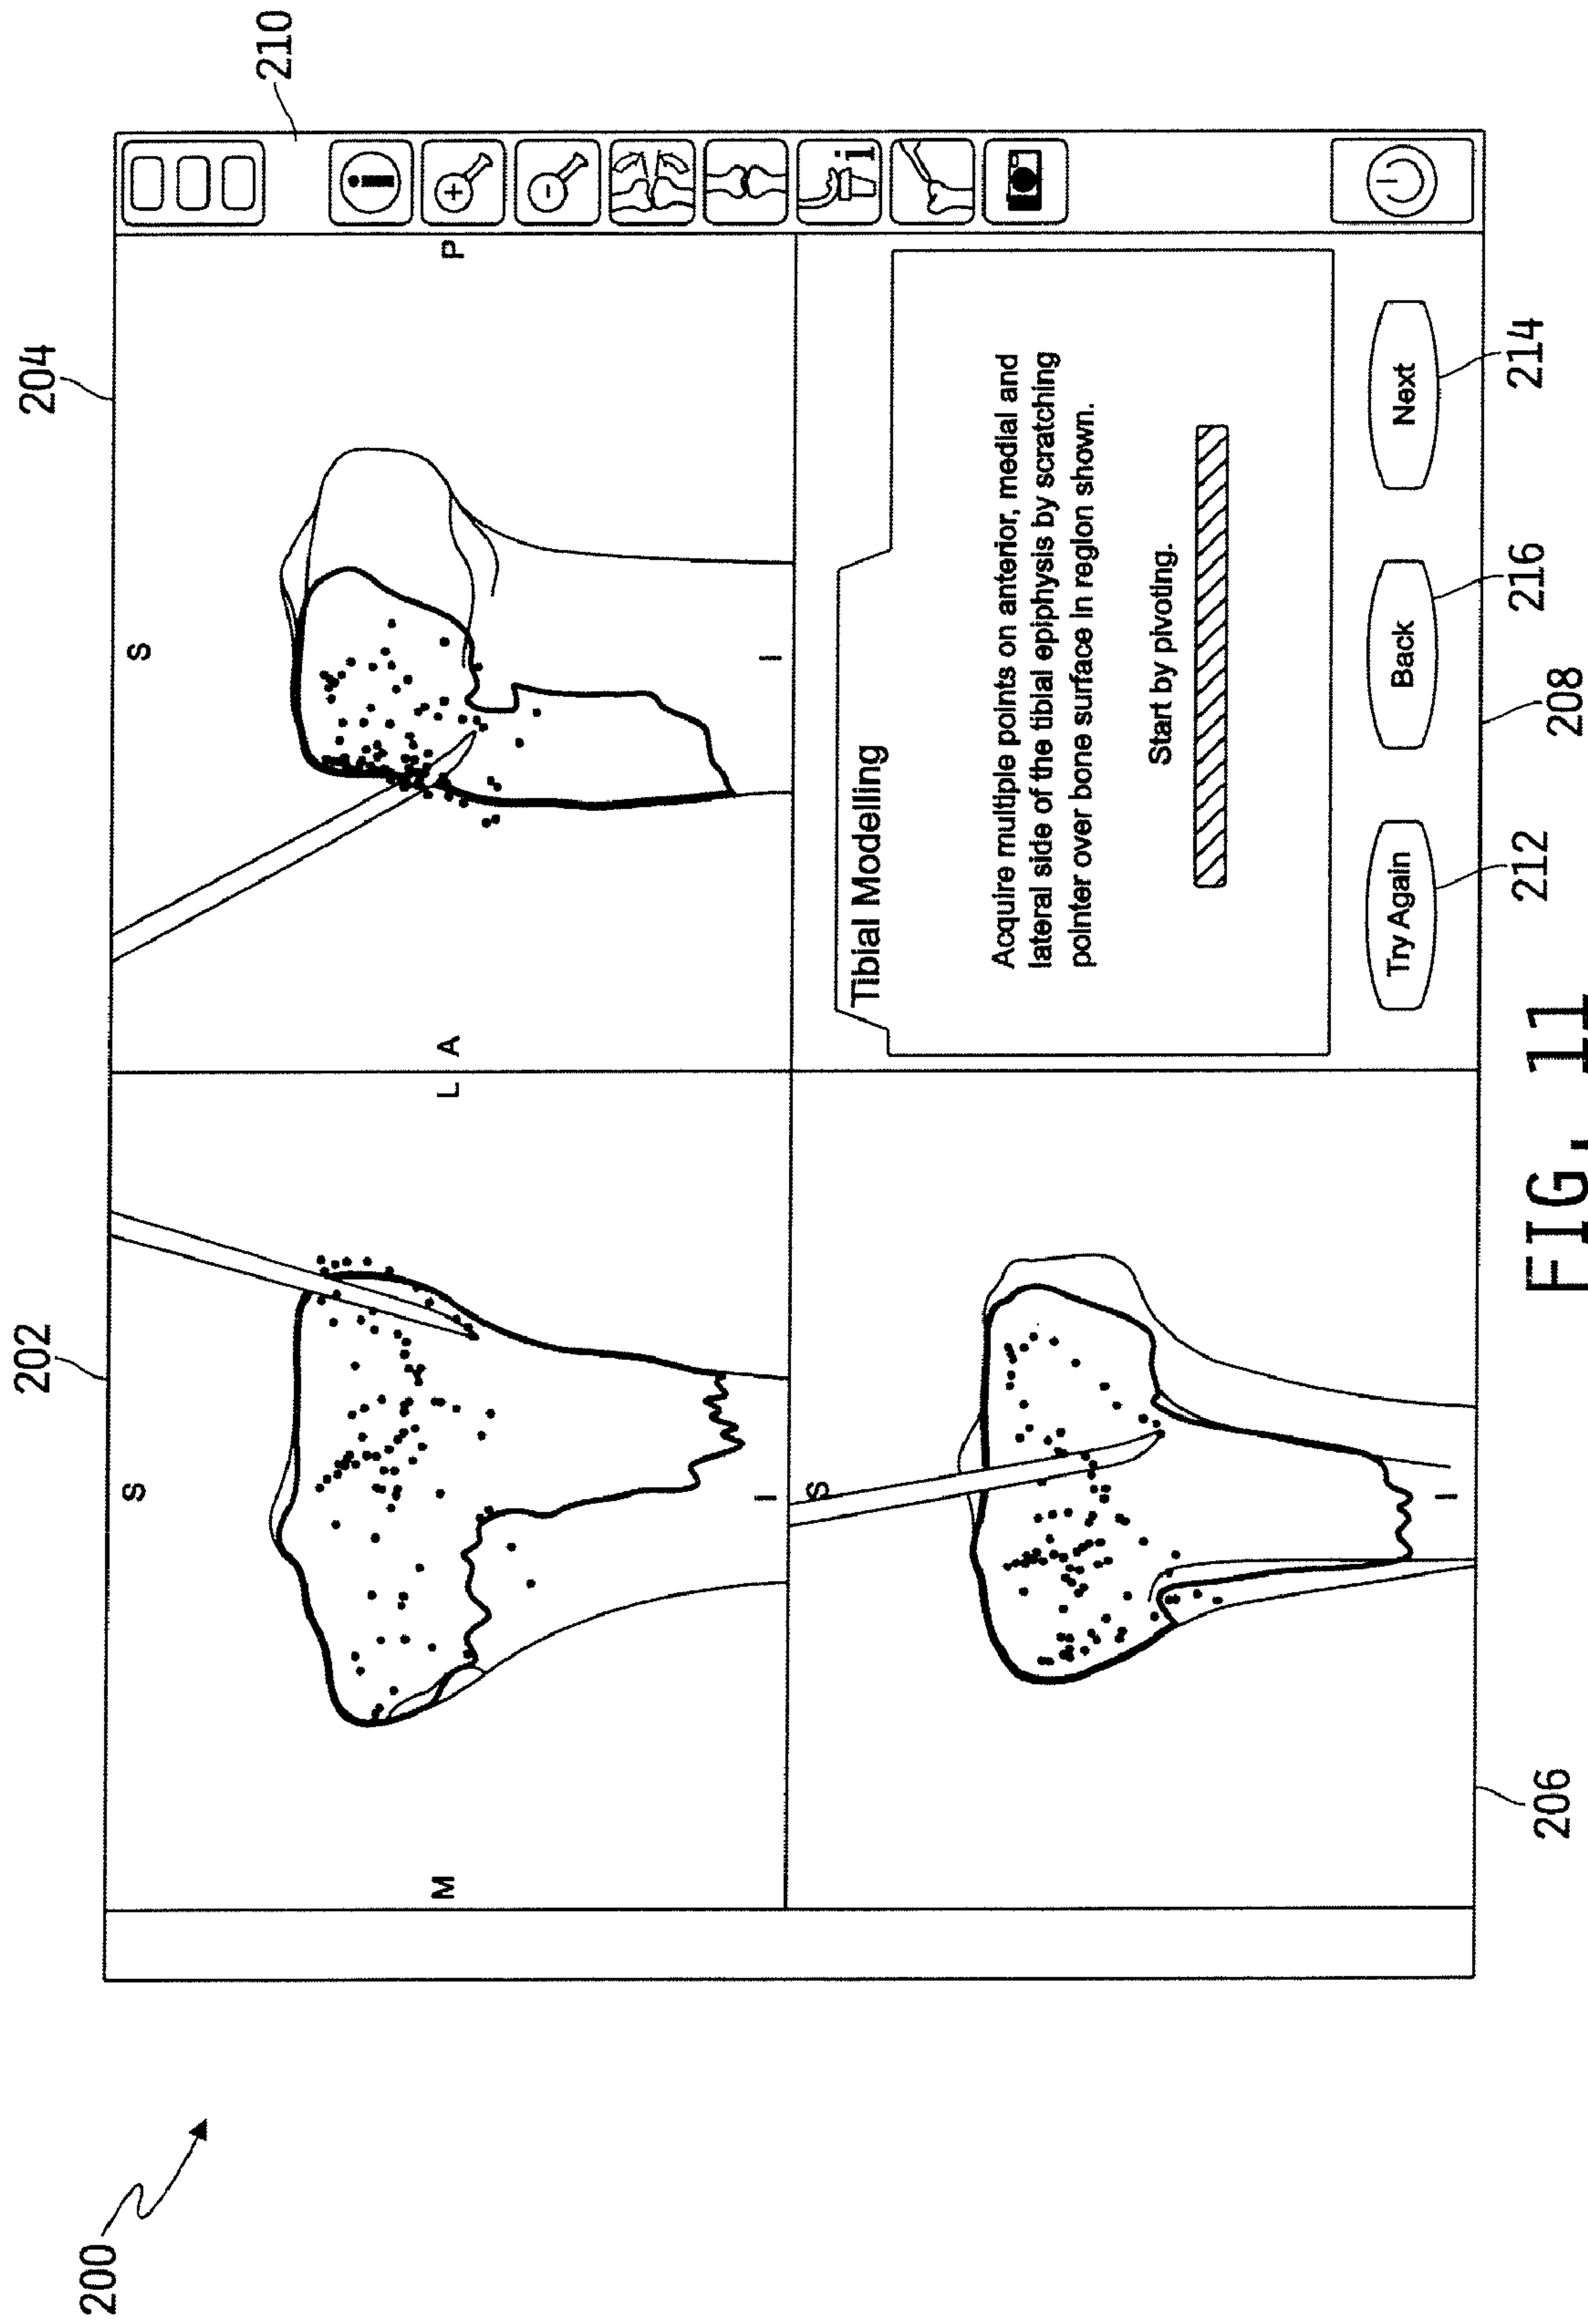 200
202
204
210
S
S
M
L
A
P
I
I
S
I
Tibial Modelling
Acquire multiple points on anterior, medial and
lateral side of the tibial epiphysis by scratching
pointer over bone surface in region shown.
Start by pivoting.
Try Again
Back
Next
i
206
212
208
216
214
FIG. 11